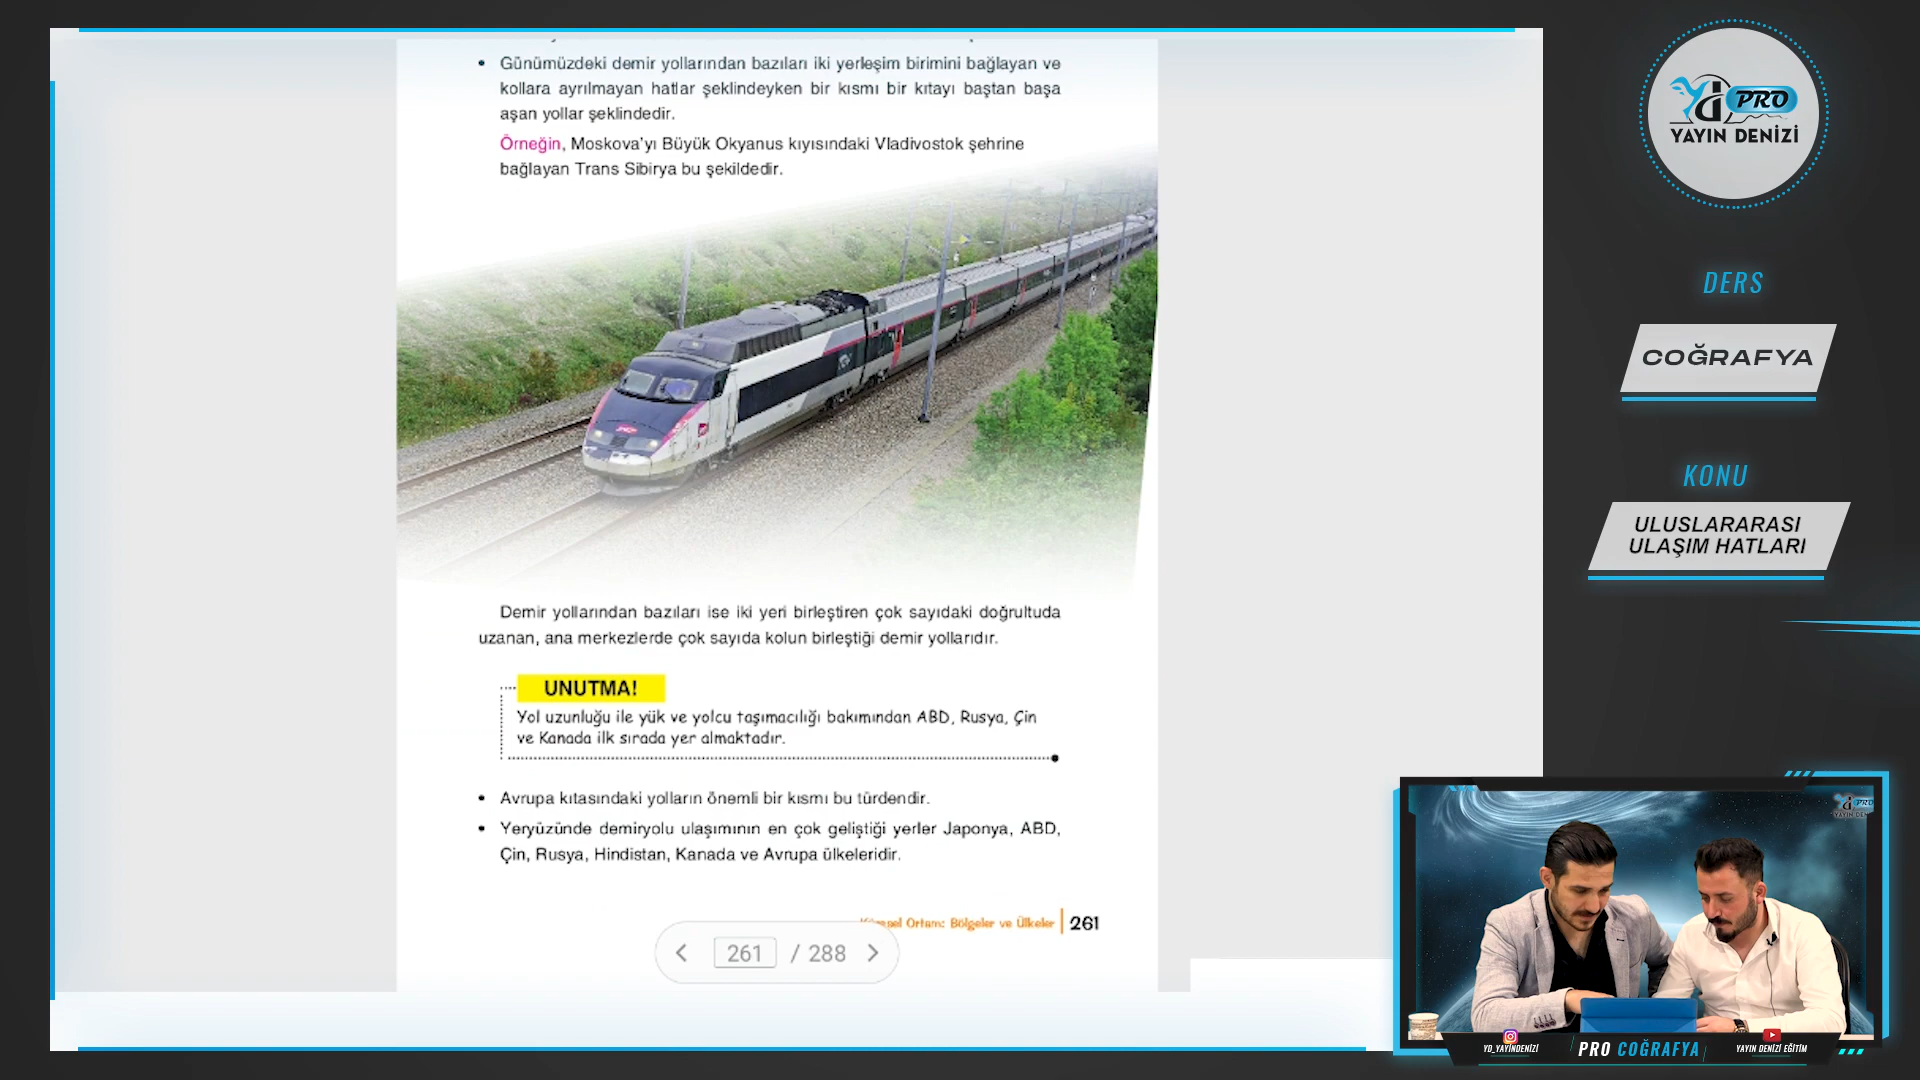 Günümüzdeki demir yollarından bazıları iki yerleşim birimini bağlayan ve
kollara ayrılmayan hatlar şeklindeyken bir kısmı bir kıtayı baştan başa
aşan yollar şeklindedir.
Örneğin, Moskova'yı Büyük Okyanus kıyısındaki Vladivostok şehrine
bağlayan Trans Sibirya bu şekildedir.
Demir yollarından bazıları ise iki yeri birleştiren çok sayıdaki doğrultuda
uzanan, ana merkezlerde çok sayıda kolun birleştiği demir yollarıdır.
UNUTMA!
Yol uzunluğu ile yük ve yolcu taşımacılığı bakımından ABD, Rusya, Çin
ve Kanada ilk sırada yer almaktadır.
Avrupa kıtasındaki yolların önemli bir kısmı bu türdendir.
Yeryüzünde demiryolu ulaşımının en çok geliştiği yerler Japonya, ABD,
Çin, Rusya, Hindistan, Kanada ve Avrupa ülkeleridir.
Ortam: Bölgeler ve Ülkeler 261
261 / 288
yd PRO
YAYIN DENİZİ
DERS
COĞRAFYA
KONU
ULUSLARARASI
ULAŞIM HATLARI
YD_YAYINDENİZİ
PRO COĞRAFYA
YAYIN DENİZİ EĞİTİM